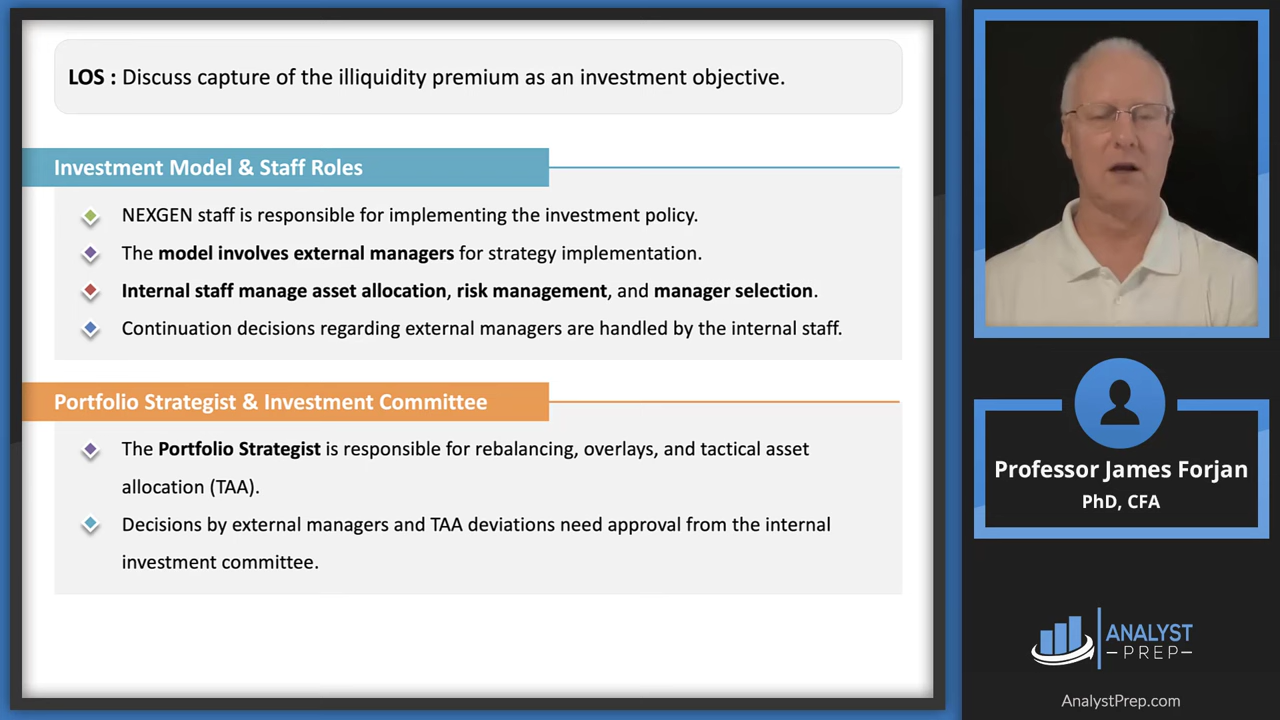 LOS : Discuss capture of the illiquidity premium as an investment objective.
Investment Model & Staff Roles
NEXGEN staff is responsible for implementing the investment policy.
The model involves external managers for strategy implementation.
Internal staff manage asset allocation, risk management, and manager selection.
Continuation decisions regarding external managers are handled by the internal staff.
Portfolio Strategist & Investment Committee
The Portfolio Strategist is responsible for rebalancing, overlays, and tactical asset
allocation (TAA).
Decisions by external managers and TAA deviations need approval from the internal
investment committee.
Professor James Forjan
PhD, CFA
ANALYST
–PREP–
AnalystPrep.com